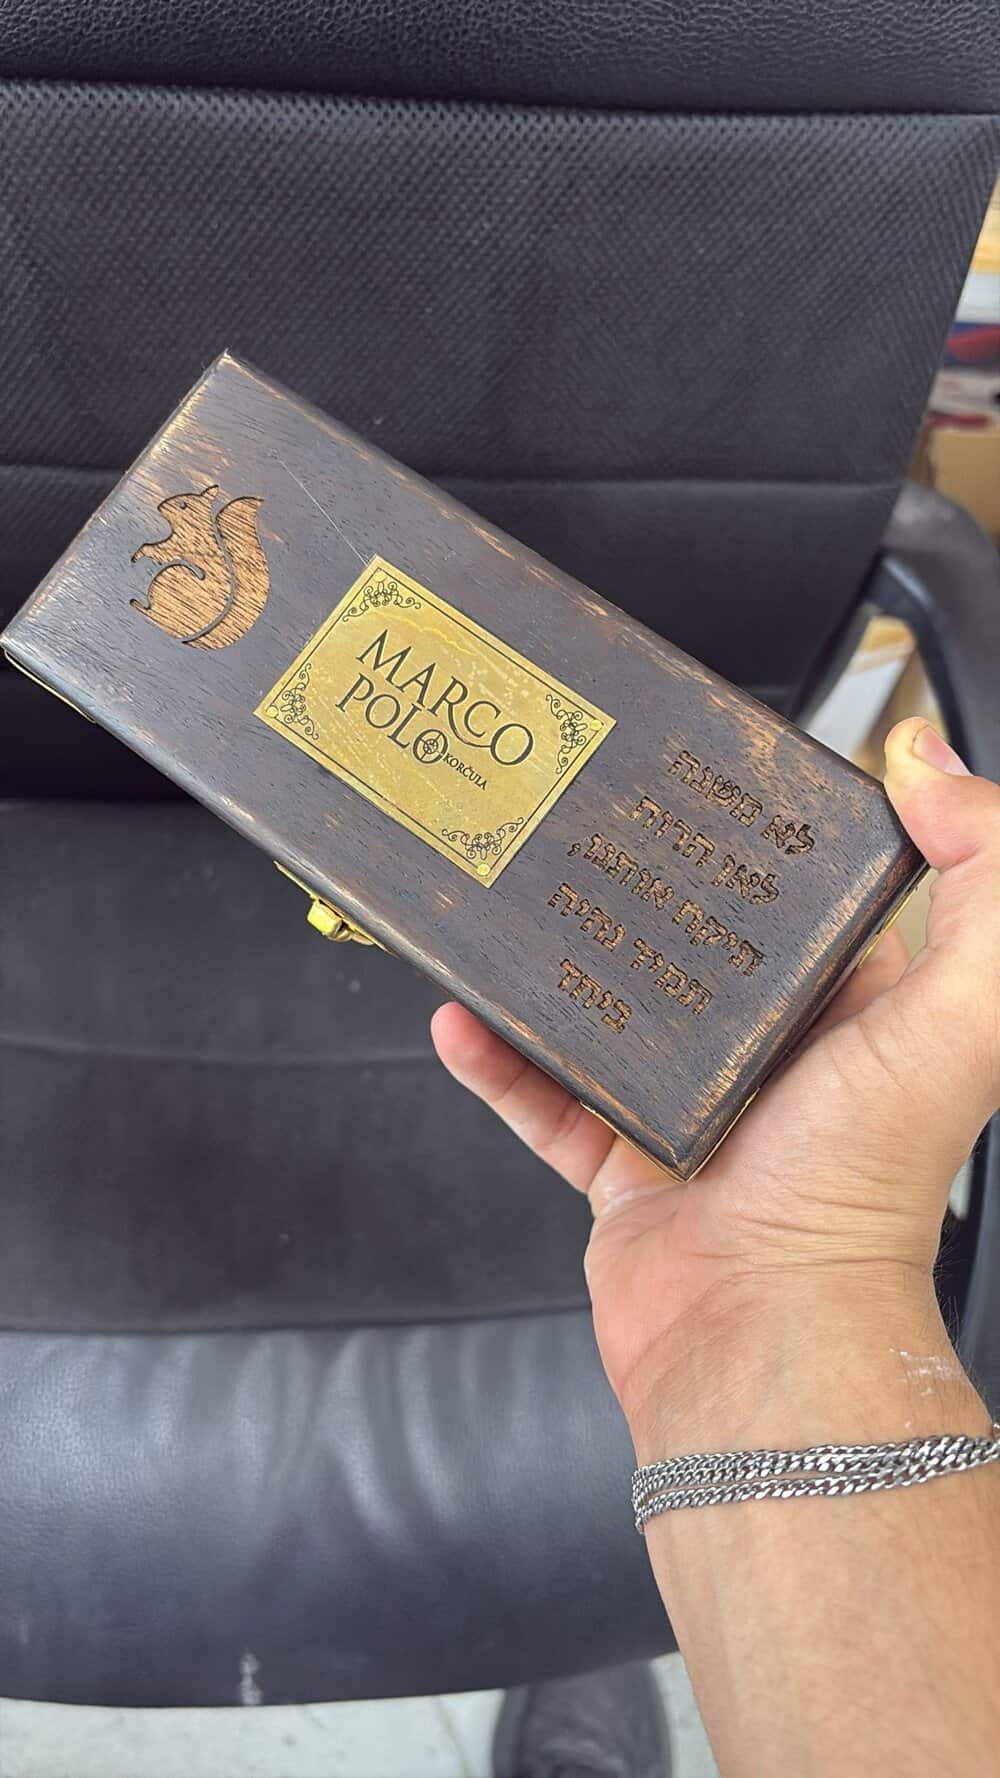 MARCO
POLO
KORČULA
לא משנה
לאן הרוח
תיקח אותנו,
תמיד נהיה
ביחד